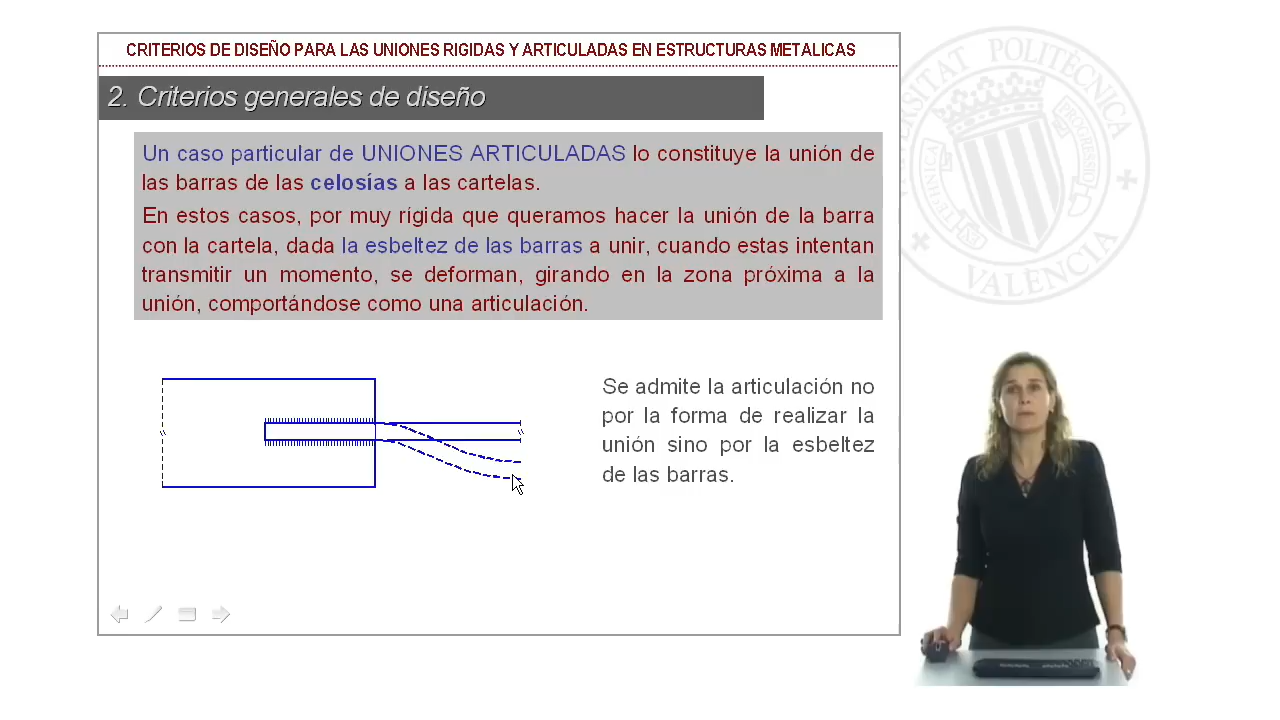 CRITERIOS DE DISEÑO PARA LAS UNIONES RIGIDAS Y ARTICULADAS EN ESTRUCTURAS METALICAS
2. Criterios generales de diseño
Un caso particular de UNIONES ARTICULADAS lo constituye la unión de
las barras de las celosías a las cartelas.
En estos casos, por muy rígida que queramos hacer la unión de la barra
con la cartela, dada la esbeltez de las barras a unir, cuando estas intentan
transmitir un momento, se deforman, girando en la zona próxima a la
unión, comportándose como una articulación.
Se admite la articulación no
por la forma de realizar la
unión sino por la esbeltez
de las barras.
POLITECNICA
VALENCIA